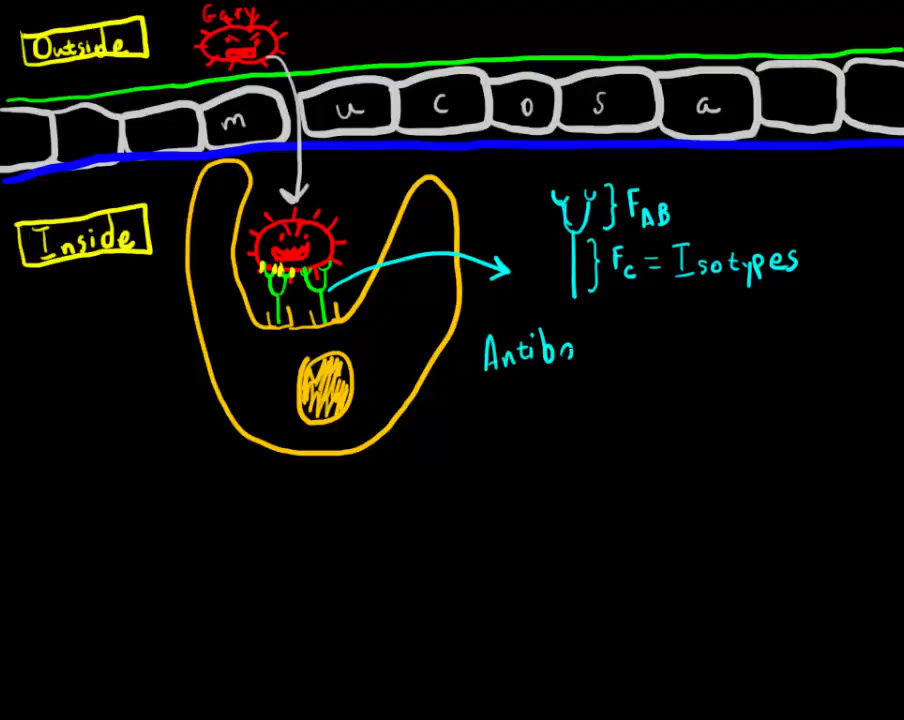 Gary
Outside
m u c o s a
Inside
FAB
Fc = Isotypes
Antibo